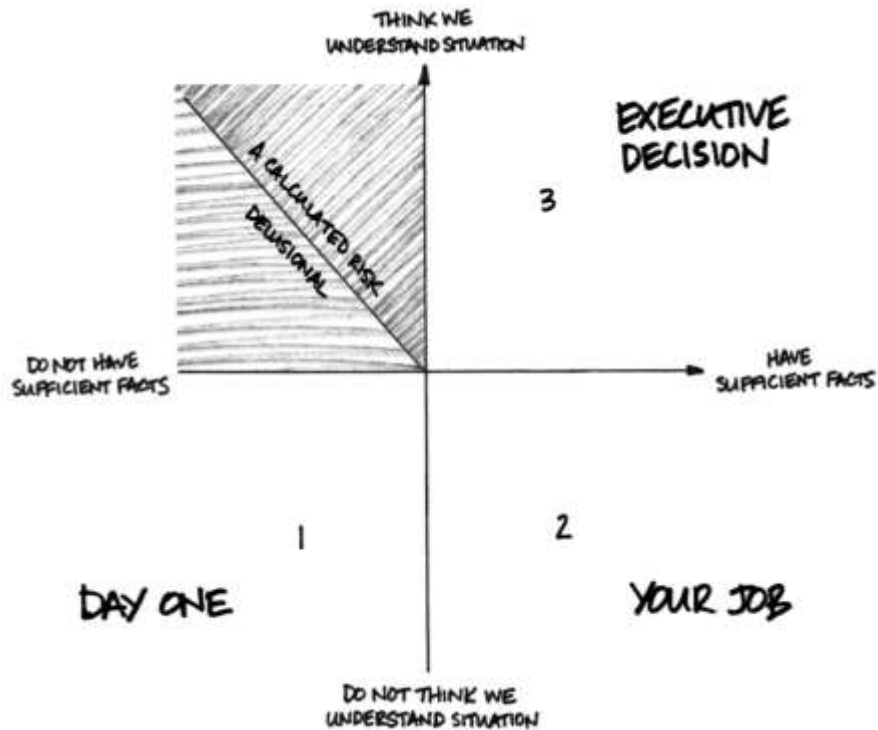 THINK WE
UNDERSTAND SITUATION
EXECUTIVE
DECISION
3
A CALCULATED RISK
DELUSIONAL
DO NOT HAVE
SUFFICIENT FACTS
HAVE
SUFFICIENT FACTS
1
2
DAY ONE
YOUR JOB
DO NOT THINK WE
UNDERSTAND SITUATION